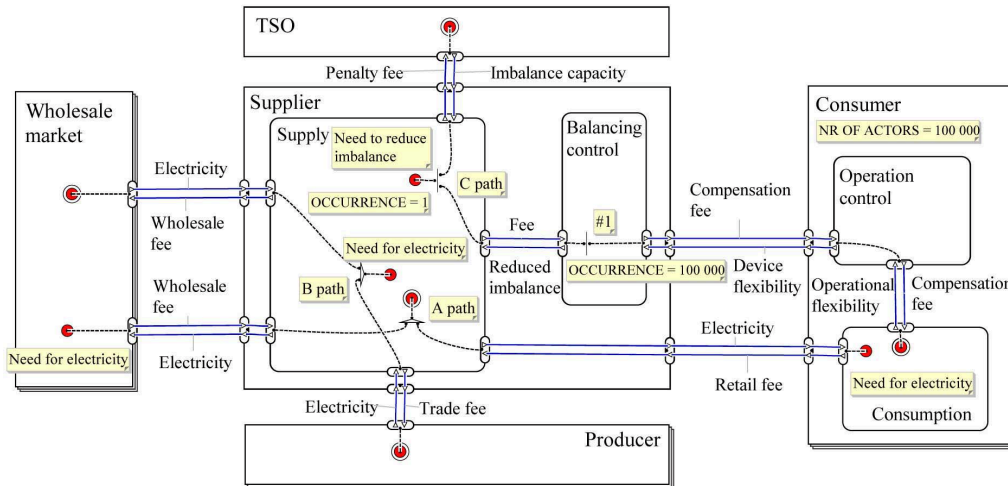 TSO
Penalty fee
Imbalance capacity
Wholesale
market
Supplier
Supply
Need to reduce
imbalance
Balancing
control
Consumer
NR OF ACTORS = 100 000
Electricity
Wholesale
fee
C path
OCCURRENCE = 1
Operation
control
Compensation
fee
Fee
#1
Need for electricity
Reduced
imbalance
OCCURRENCE = 100 000
Device
flexibility
Operational
flexibility
Compensation
fee
Wholesale
fee
B path
A path
Need for electricity
Electricity
Electricity
Retail fee
Need for electricity
Consumption
Electricity
Trade fee
Producer